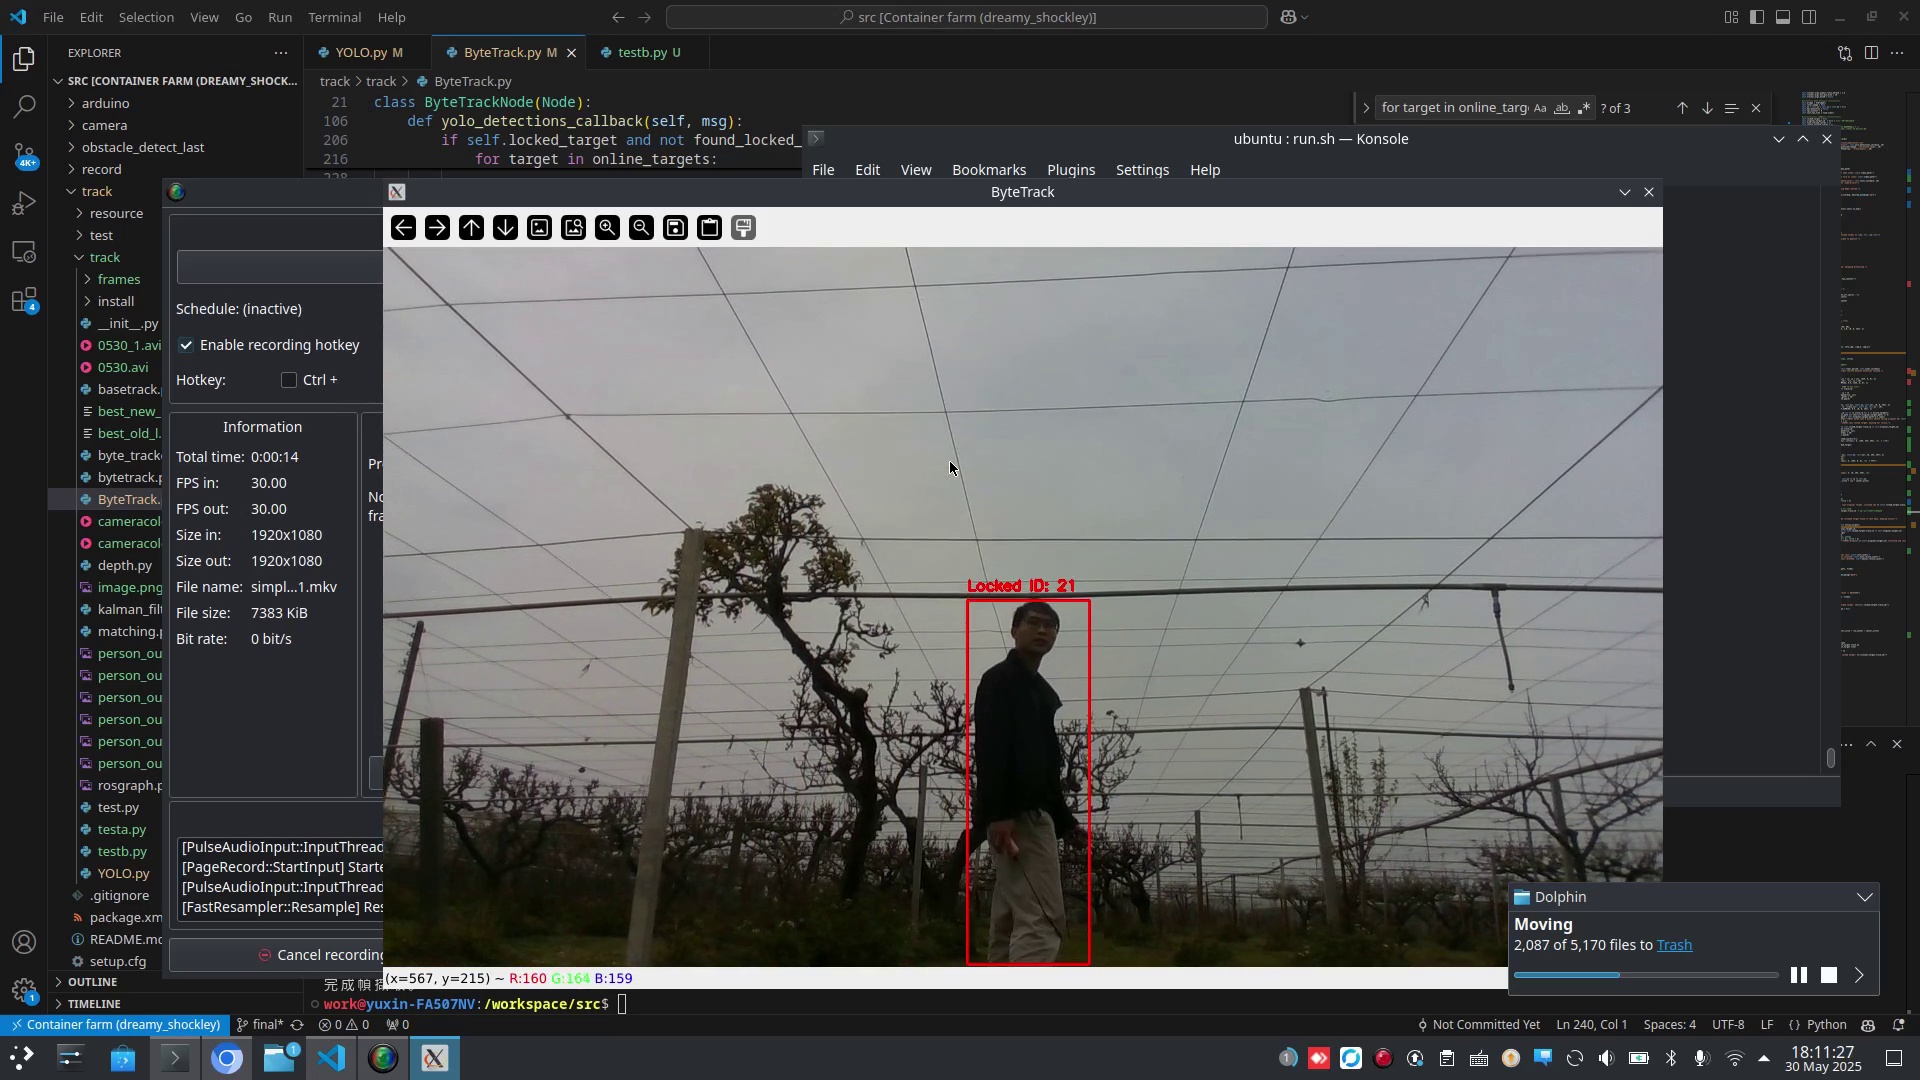 File Edit Selection View Go Run Terminal Help
src [Container farm (dreamy_shockley)]
EXPLORER
YOLO.py M
ByteTrack.py M
testb.py U
SRC [CONTAINER FARM (DREAMY_SHOCK...
track > track > ByteTrack.py
arduino
camera
obstacle_detect_last
record
track
resource
test
track
frames
install
__init__.py
0530_1.avi
0530.avi
basetrack.
best_new_
best_old_l.
byte_track
bytetrack.p
ByteTrack.
cameracol
cameracol
depth.py
image.png
kalman_filt
matching.p
person_ou
person_ou
person_ou
person_ou
person_ou
person_ou
rosgraph.p
test.py
testa.py
testb.py
YOLO.py
.gitignore
package.xm
README.md
setup.cfg
OUTLINE
TIMELINE
21 class ByteTrackNode(Node):
106 def yolo_detections_callback(self, msg):
206 if self.locked_target and not found_locked_
216 for target in online_targets:
for target in online_targ
Aa ab
? of 3
ubuntu : run.sh — Konsole
File Edit View Bookmarks Plugins Settings Help
ByteTrack
Schedule: (inactive)
Enable recording hotkey
Hotkey: Ctrl +
Information
Total time: 0:00:14
FPS in: 30.00
FPS out: 30.00
Size in: 1920x1080
Size out: 1920x1080
File name: simpl...1.mkv
File size: 7383 KiB
Bit rate: 0 bit/s
Pr
No
fra
[PulseAudioInput::InputThread
[PageRecord::StartInput] Starte
[PulseAudioInput::InputThread
[FastResampler::Resample] Res
Cancel recording
Locked ID: 21
(x=567, y=215) ~ R:160 G:164 B:159
Dolphin
Moving
2,087 of 5,170 files to Trash
work@yuxin-FA507NV:/workspace/src$
Container farm (dreamy_shockley)
final*
0 0
0
Not Committed Yet
Ln 240, Col 1
Spaces: 4
UTF-8
LF
{} Python
4K+
4
1
1
1
18:11:27
30 May 2025